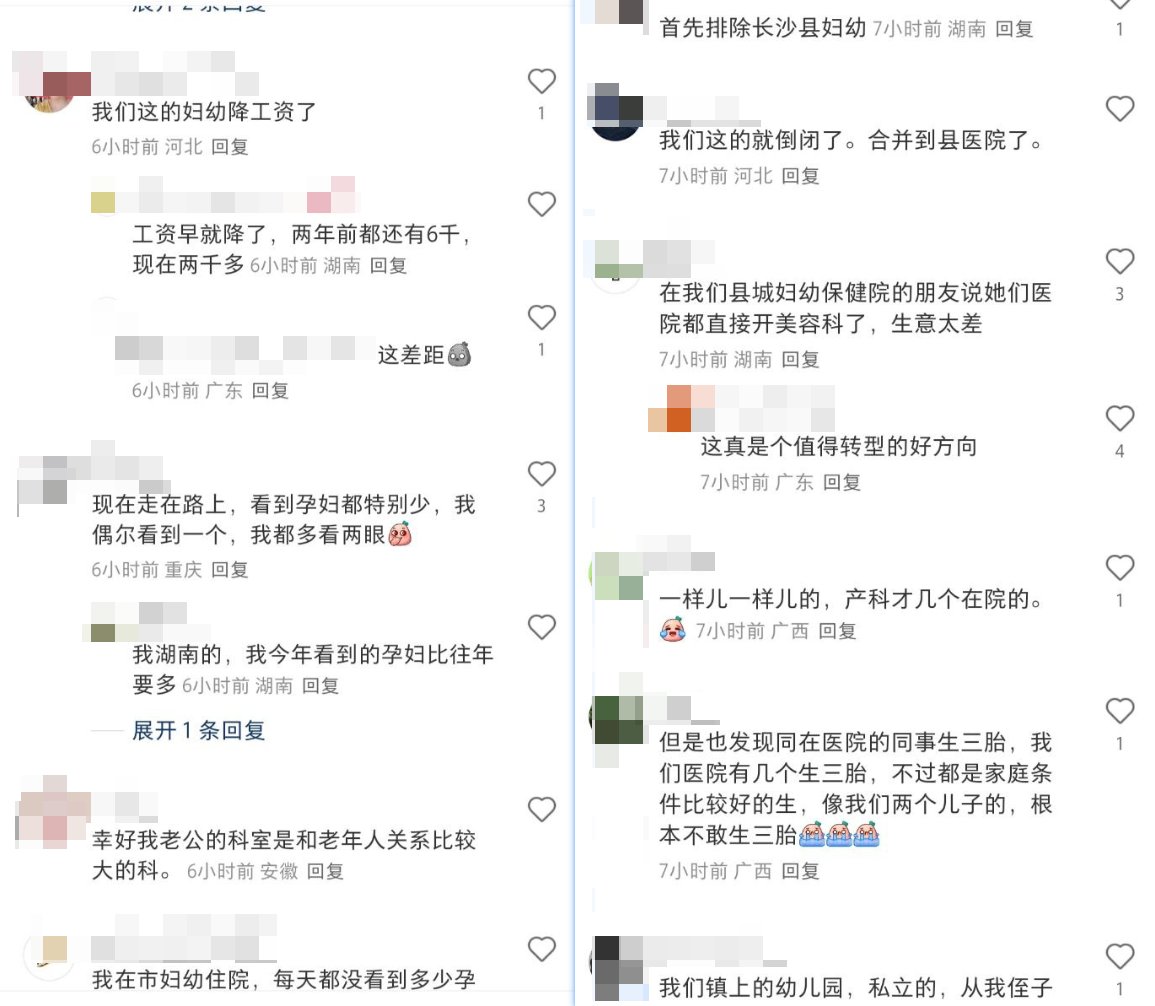 展开 2 条回复
我们这的妇幼降工资了
1
6小时前 河北 回复
工资早就降了，两年前都还有6千，
现在两千多 6小时前 湖南 回复
这差距
1
6小时前 广东 回复
现在走在路上，看到孕妇都特别少，我
3
偶尔看到一个，我都多看两眼
6小时前 重庆 回复
我湖南的，我今年看到的孕妇比往年
要多 6小时前 湖南 回复
展开 1 条回复
幸好我老公的科室是和老年人关系比较
大的科。 6小时前 安徽 回复
我在市妇幼住院，每天都没看到多少孕
首先排除长沙县妇幼 7小时前 湖南 回复
1
我们这的就倒闭了。合并到县医院了。
7小时前 河北 回复
在我们县城妇幼保健院的朋友说她们医
3
院都直接开美容科了，生意太差
7小时前 湖南 回复
这真是个值得转型的好方向
4
7小时前 广东 回复
一样儿一样儿的，产科才几个在院的。
1
7小时前 广西 回复
但是也发现同在医院的同事生三胎，我
1
们医院有几个生三胎，不过都是家庭条
件比较好的生，像我们两个儿子的，根
本不敢生三胎
7小时前 广西 回复
我们镇上的幼儿园，私立的，从我侄子
1